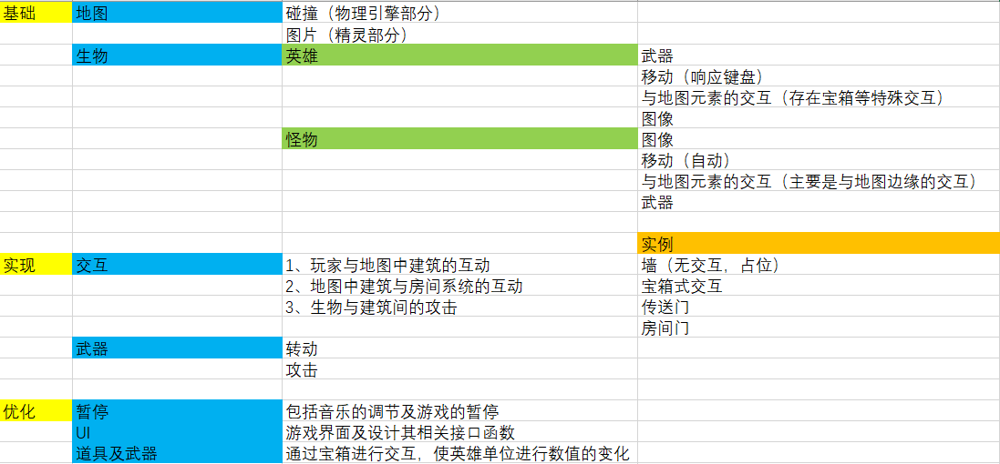 基础 地图 碰撞（物理引擎部分）
图片（精灵部分）
生物 英雄 武器
移动（响应键盘）
与地图元素的交互（存在宝箱等特殊交互）
图像
怪物 图像
移动（自动）
与地图元素的交互（主要是与地图边缘的交互）
武器
实例
实现 交互 1、玩家与地图中建筑的互动 墙（无交互，占位）
2、地图中建筑与房间系统的互动 宝箱式交互
3、生物与建筑间的攻击 传送门
房间门
武器 转动
攻击
优化 暂停 包括音乐的调节及游戏的暂停
UI 游戏界面及设计其相关接口函数
道具及武器 通过宝箱进行交互，使英雄单位进行数值的变化